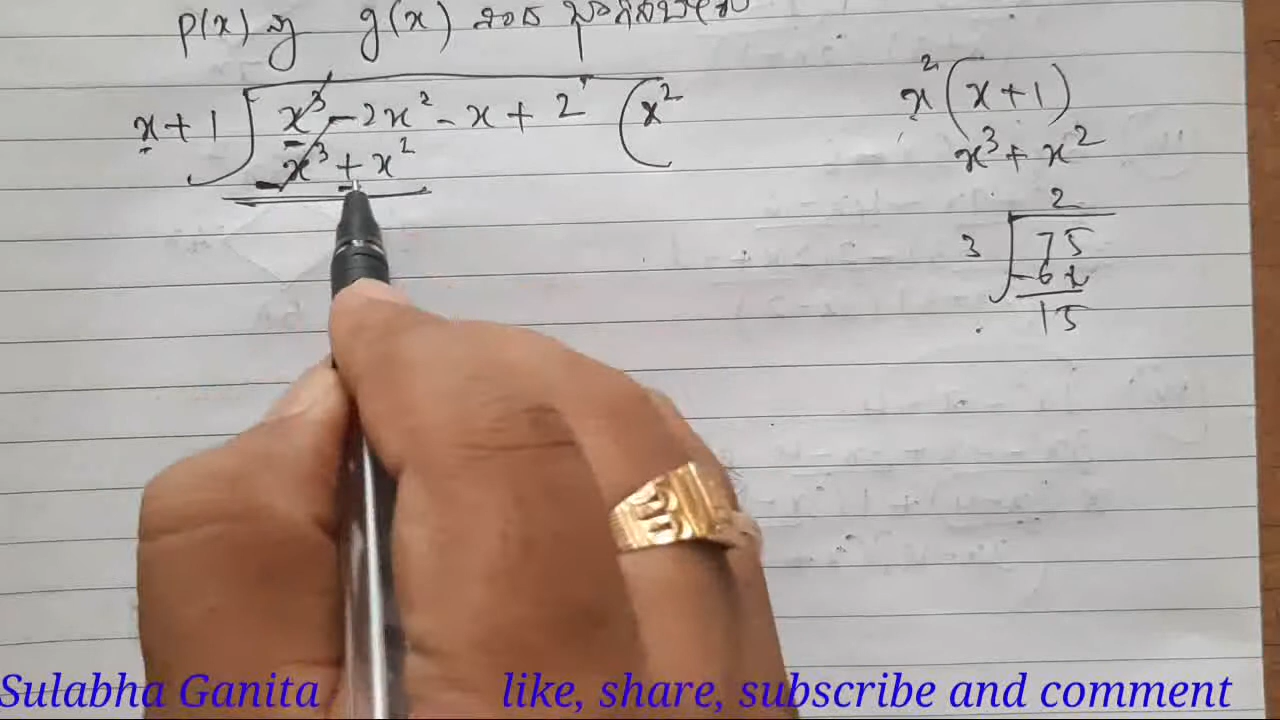 p(x) ನ್ನು g(x) ನಿಂದ
x + 1 x³ - 2x² - x + 2 ( x²
x³ + x²
x² (x + 1)
x³ + x²
2
3 75
- 6
15
Sulabha Ganita like, share, subscribe and comment